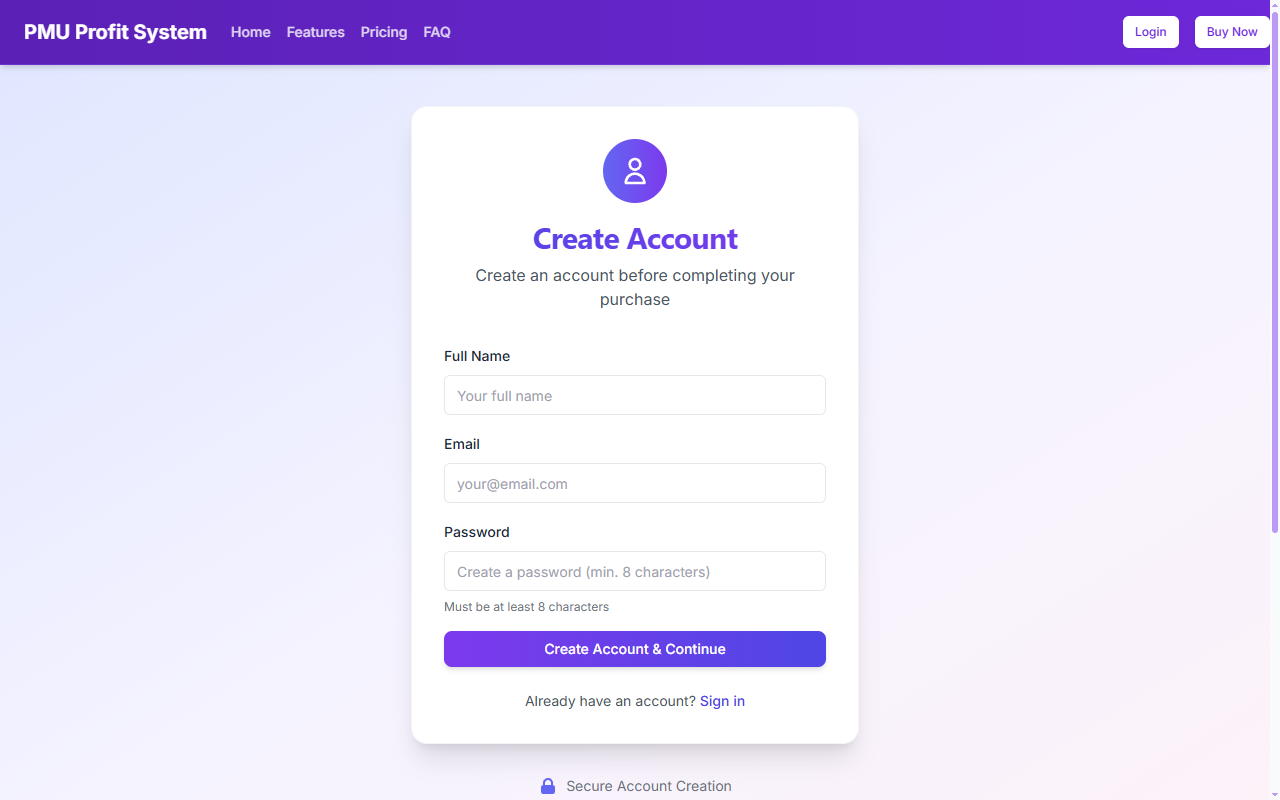 PMU Profit System Home Features Pricing FAQ Login Buy Now
Create Account
Create an account before completing your
purchase
Full Name
Your full name
Email
your@email.com
Password
Create a password (min. 8 characters)
Must be at least 8 characters
Create Account & Continue
Already have an account? Sign in
Secure Account Creation